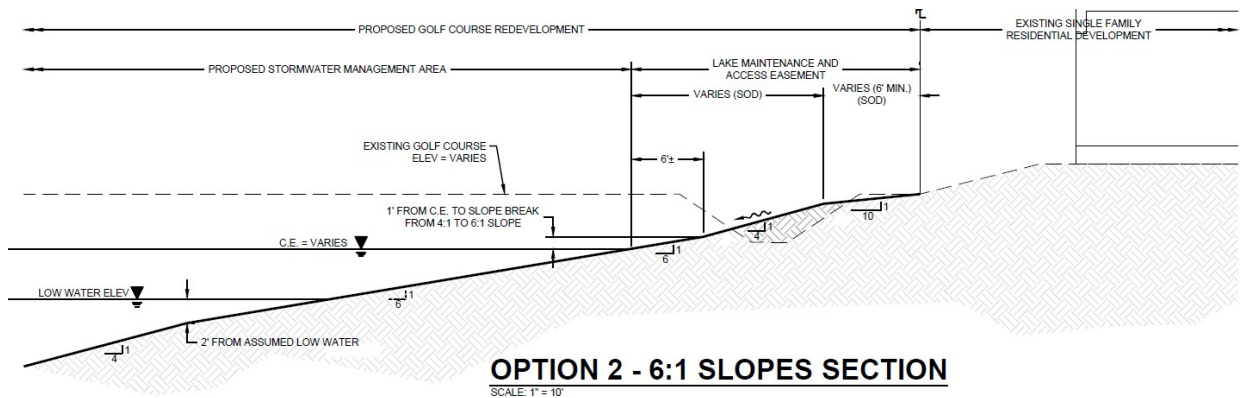 PL
PROPOSED GOLF COURSE REDEVELOPMENT
EXISTING SINGLE FAMILY
RESIDENTIAL DEVELOPMENT
PROPOSED STORMWATER MANAGEMENT AREA
LAKE MAINTENANCE AND
ACCESS EASEMENT
VARIES (SOD)
VARIES (6' MIN.)
(SOD)
EXISTING GOLF COURSE
ELEV = VARIES
6'±
1' FROM C.E. TO SLOPE BREAK
FROM 4:1 TO 6:1 SLOPE
1
10
1
4
C.E. = VARIES
1
6
LOW WATER ELEV
1
6
2' FROM ASSUMED LOW WATER
1
4
OPTION 2 - 6:1 SLOPES SECTION
SCALE: 1" = 10'